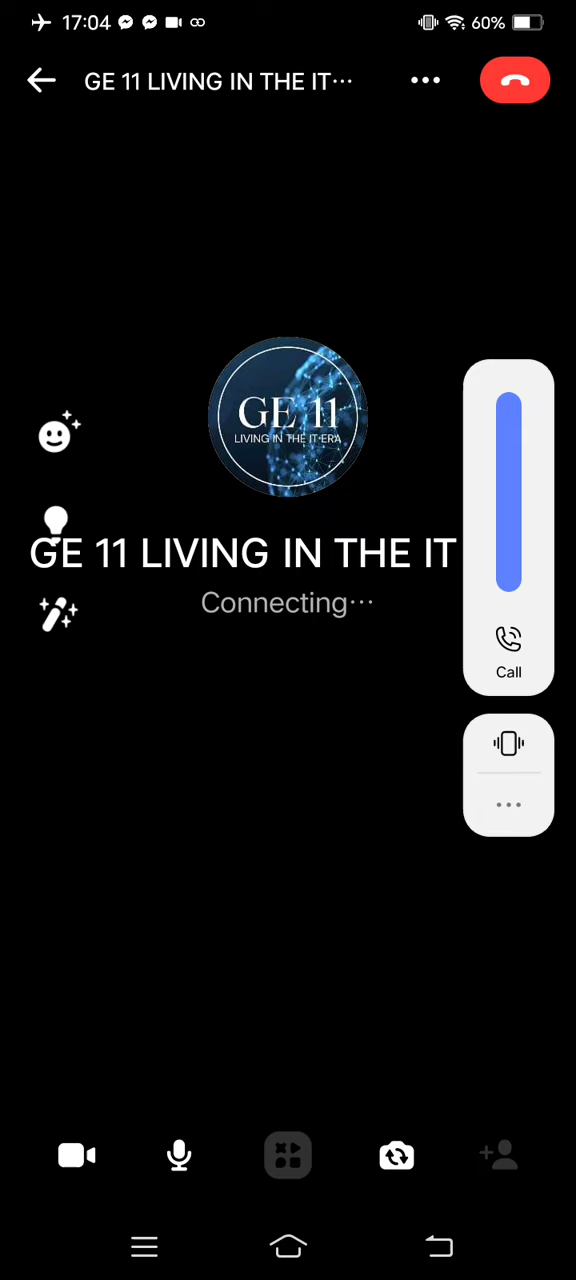 17:04
60%
GE 11 LIVING IN THE IT···
GE 11
LIVING IN THE IT ERA
GE 11 LIVING IN THE IT
Connecting···
Call